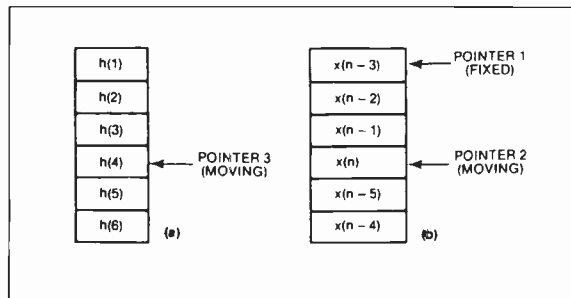 h(1)
h(2)
h(3)
h(4)
h(5)
h(6)
POINTER 3
(MOVING)
(a)
x(n − 3)
x(n − 2)
x(n − 1)
x(n)
x(n − 5)
x(n − 4)
POINTER 1
(FIXED)
POINTER 2
(MOVING)
(b)